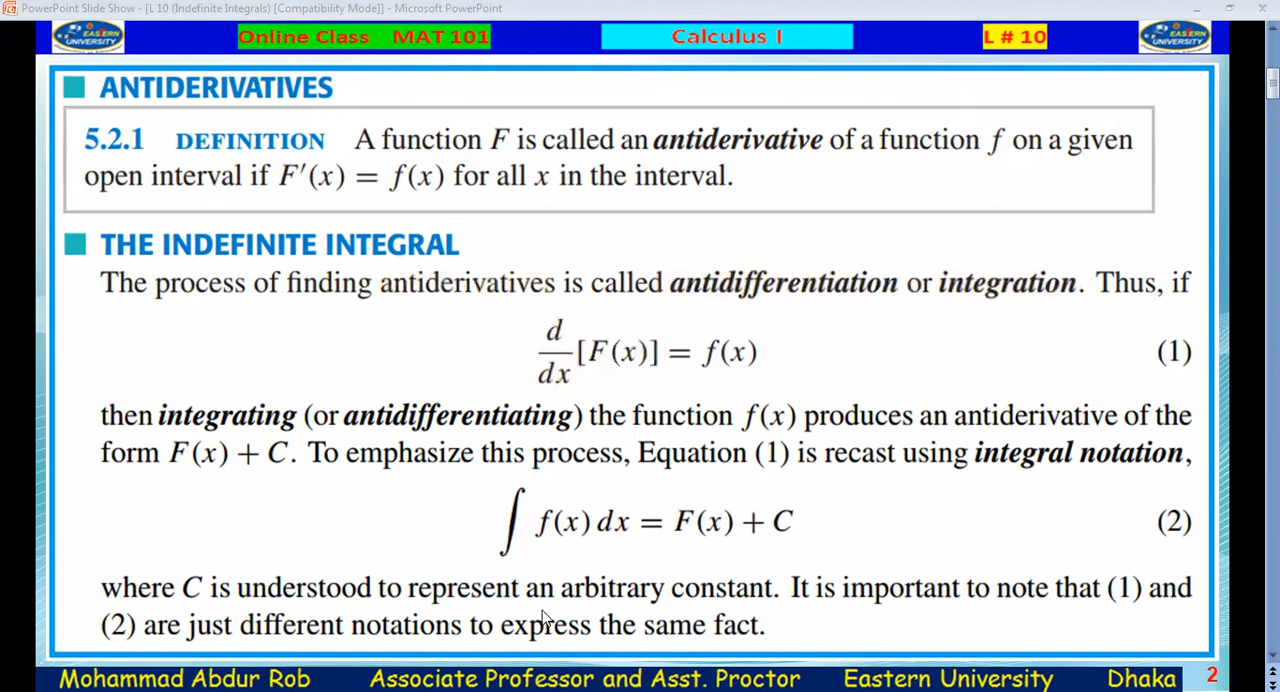 PowerPoint Slide Show - [L 10 (Indefinite Integrals) [Compatibility Mode]] - Microsoft PowerPoint
EASTERN UNIVERSITY Online Class MAT 101 Calculus I L # 10 EASTERN UNIVERSITY
ANTIDERIVATIVES
5.2.1 DEFINITION A function F is called an antiderivative of a function f on a given
open interval if F′(x) = f(x) for all x in the interval.
THE INDEFINITE INTEGRAL
The process of finding antiderivatives is called antidifferentiation or integration. Thus, if
d/dx [F(x)] = f(x) (1)
then integrating (or antidifferentiating) the function f(x) produces an antiderivative of the
form F(x) + C. To emphasize this process, Equation (1) is recast using integral notation,
∫ f(x) dx = F(x) + C (2)
where C is understood to represent an arbitrary constant. It is important to note that (1) and
(2) are just different notations to express the same fact.
Mohammad Abdur Rob Associate Professor and Asst. Proctor Eastern University Dhaka 2